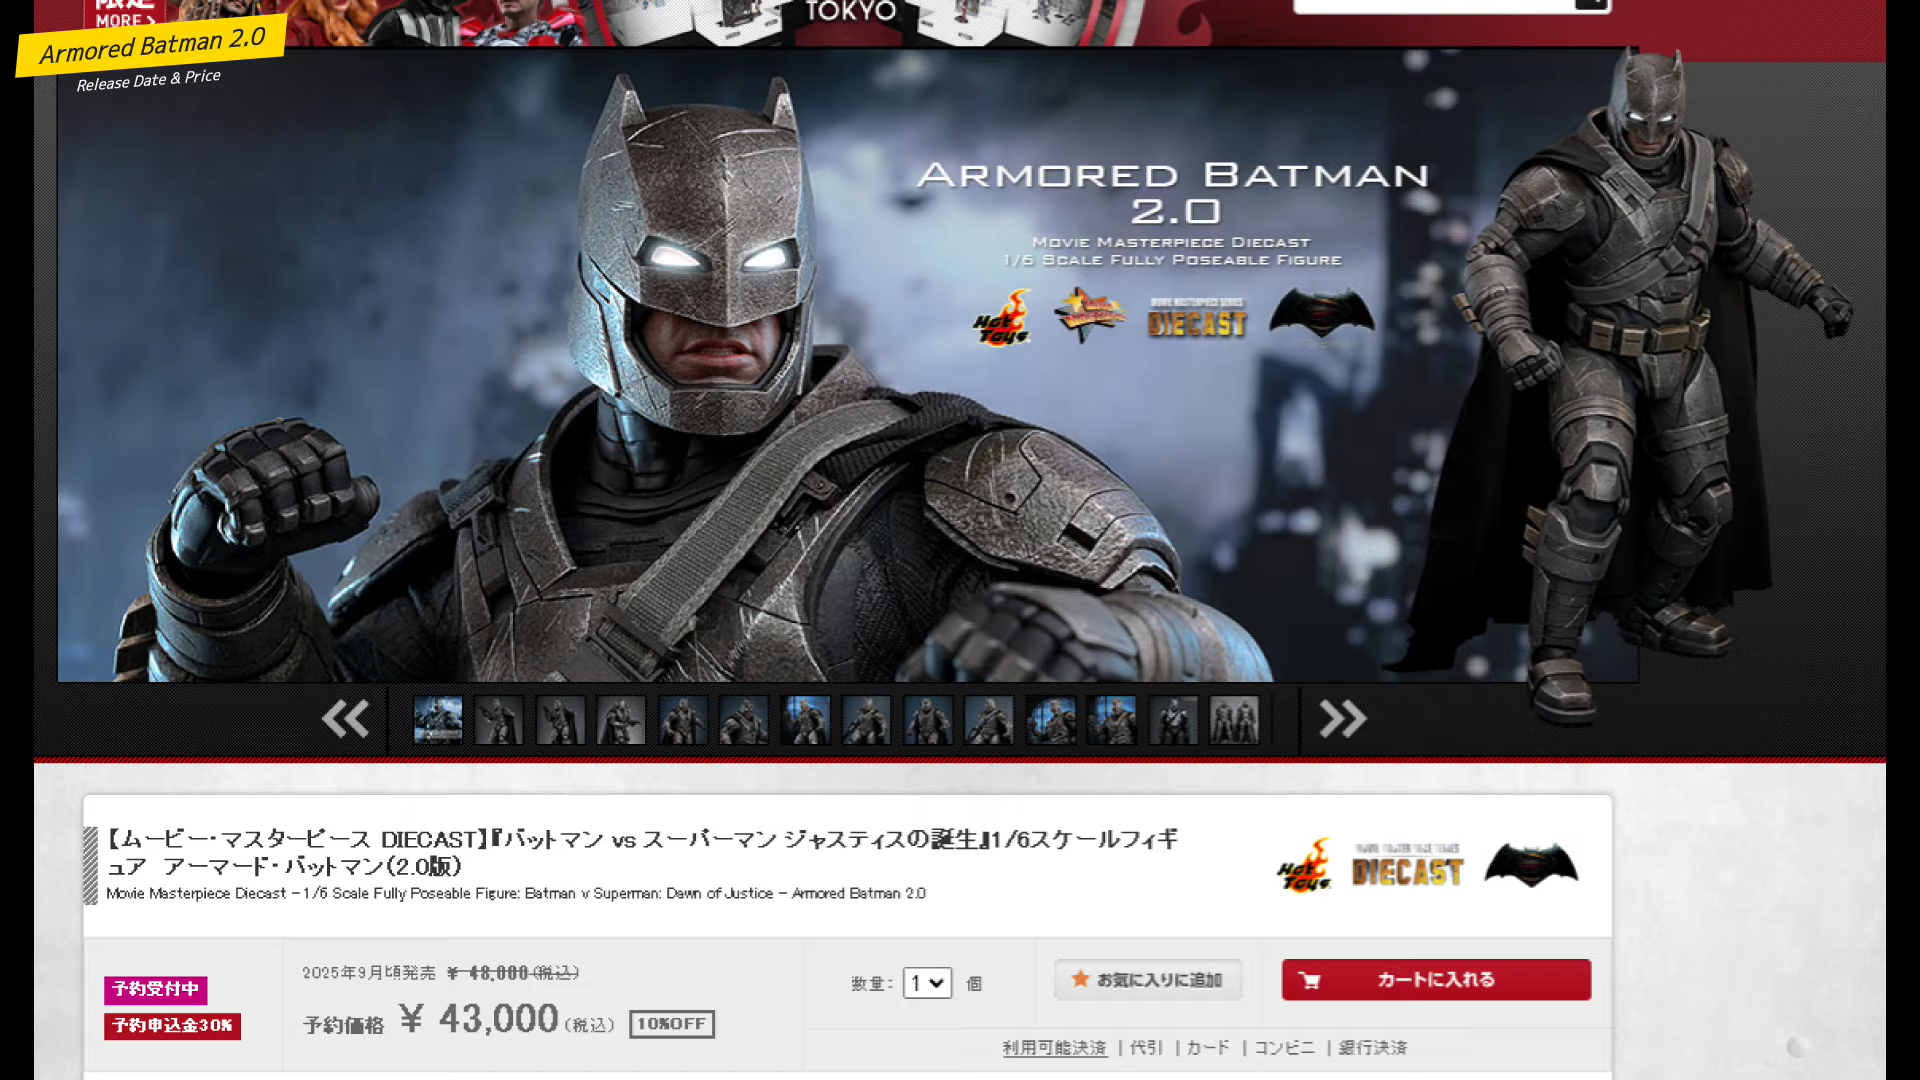 限定
MORE >
TOKYO
Armored Batman 2.0
Release Date & Price
ARMORED BATMAN
2.0
MOVIE MASTERPIECE DIECAST
1/6 SCALE FULLY POSEABLE FIGURE
Hot Toys
DIECAST
【ムービー・マスターピース DIECAST】『バットマン vs スーパーマン ジャスティスの誕生』1/6スケールフィギ
ュア アーマード・バットマン(2.0版)
Movie Masterpiece Diecast - 1/6 Scale Fully Poseable Figure: Batman v Superman: Dawn of Justice - Armored Batman 2.0
Hot Toys
DIECAST
予約受付中
予約申込金30%
2025年9月頃発売 ¥ 48,000(税込)
予約価格 ¥ 43,000(税込) 10%OFF
数量: 1 個
お気に入りに追加
カートに入れる
利用可能決済 | 代引 | カード | コンビニ | 銀行決済